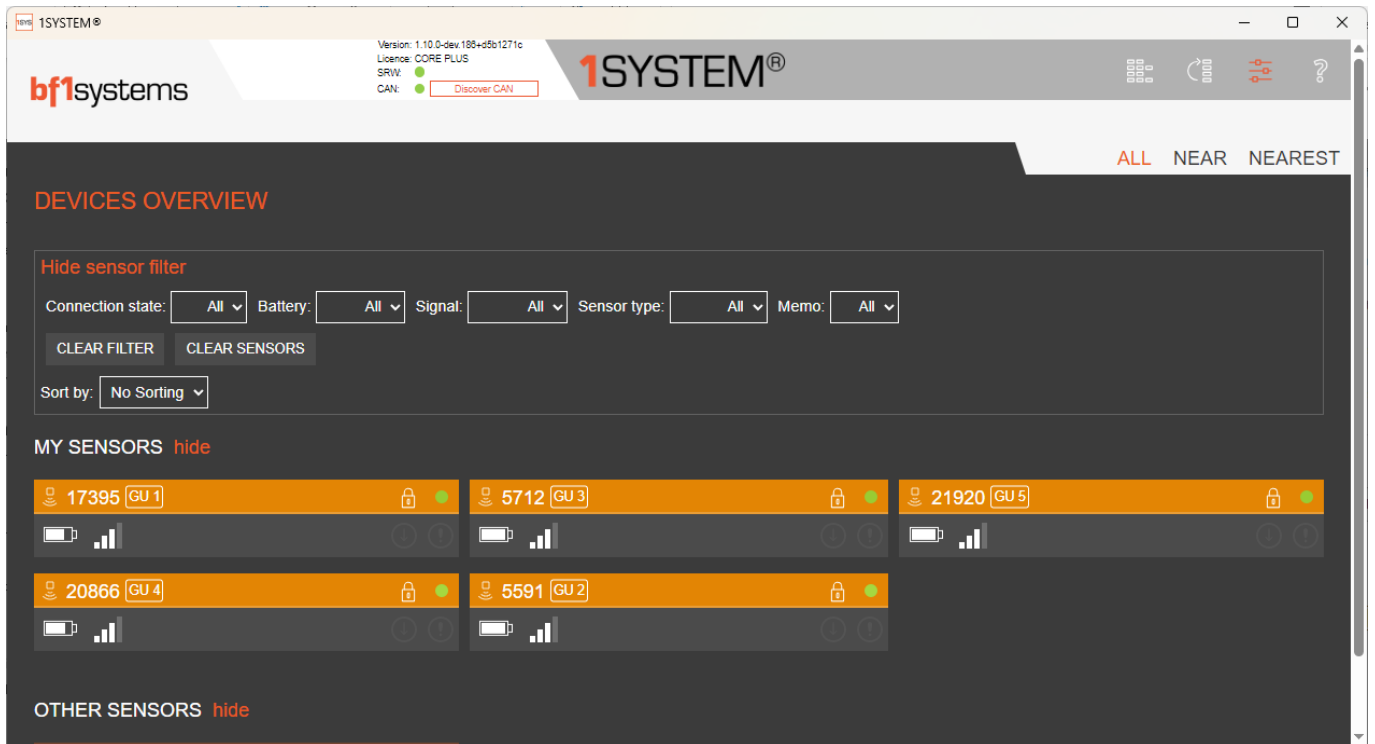 1SYS 1SYSTEM®
Version: 1.10.0-dev.186+d5b1271c
Licence: CORE PLUS
SRW:
CAN: Discover CAN
bf1systems
1SYSTEM®
ALL NEAR NEAREST
DEVICES OVERVIEW
Hide sensor filter
Connection state: All Battery: All Signal: All Sensor type: All Memo: All
CLEAR FILTER CLEAR SENSORS
Sort by: No Sorting
MY SENSORS hide
17395 GU 1 5712 GU 3 21920 GU 5
20866 GU 4 5591 GU 2
OTHER SENSORS hide